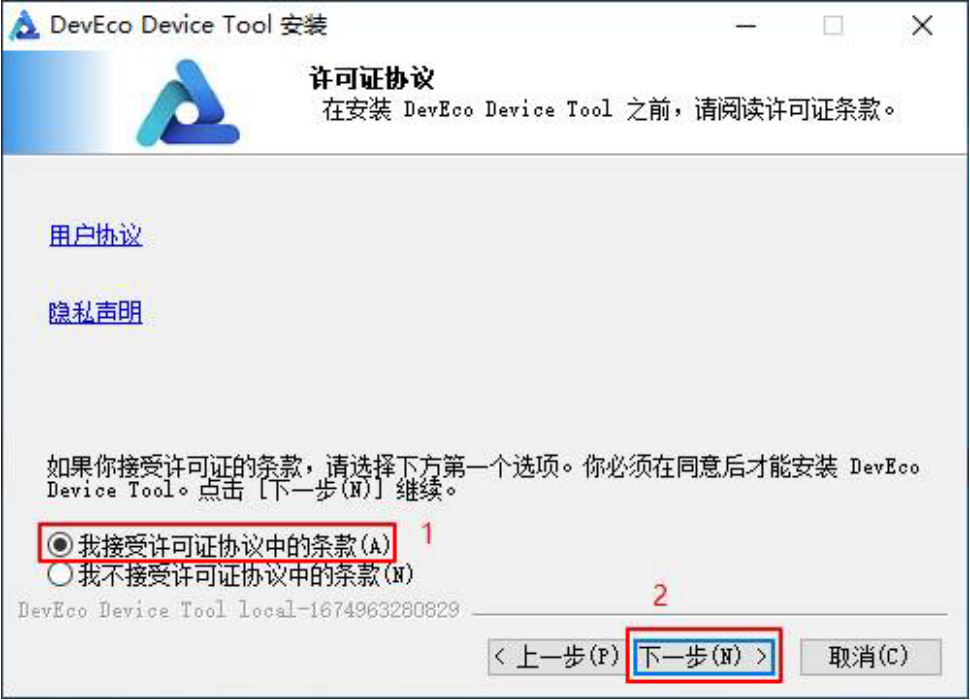 DevEco Device Tool 安装
许可证协议
在安装 DevEco Device Tool 之前，请阅读许可证条款。
用户协议
隐私声明
如果你接受许可证的条款，请选择下方第一个选项。你必须在同意后才能安装 DevEco
Device Tool。点击 [下一步(N)] 继续。
我接受许可证协议中的条款(A)
1
我不接受许可证协议中的条款(N)
DevEco Device Tool local-1674963280829
2
< 上一步(P)
下一步(N) >
取消(C)